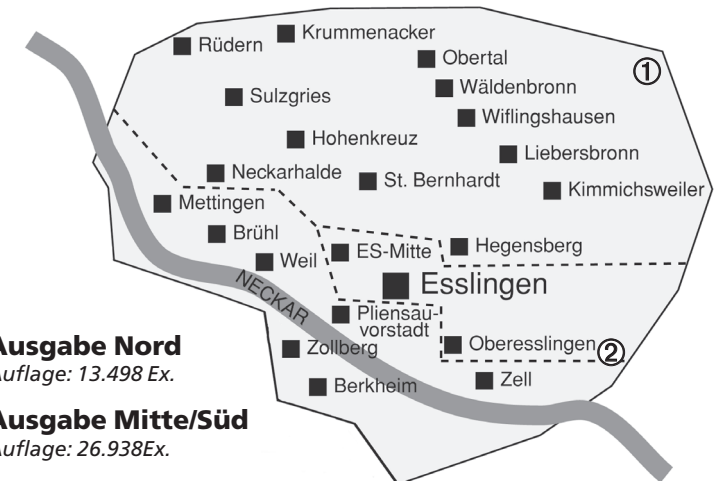 Krummenacker
Rüdern
Obertal
①
Wäldenbronn
Sulzgries
Wiflingshausen
Hohenkreuz
Liebersbronn
Neckarhalde
St. Bernhardt
Kimmichsweiler
Mettingen
Brühl
ES-Mitte
Hegensberg
Weil
Esslingen
NECKAR
Pliensau-
vorstadt
Oberesslingen
②
Zollberg
Zell
Berkheim
Ausgabe Nord
Auflage: 13.498 Ex.
Ausgabe Mitte/Süd
Auflage: 26.938Ex.